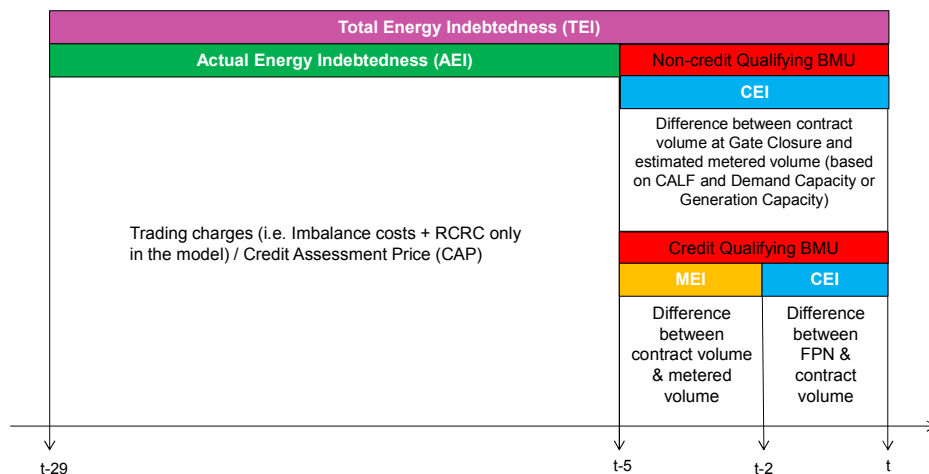 Total Energy Indebtedness (TEI)
Actual Energy Indebtedness (AEI)
Non-credit Qualifying BMU
CEI
Difference between contract
volume at Gate Closure and
estimated metered volume (based
on CALF and Demand Capacity or
Generation Capacity)
Trading charges (i.e. Imbalance costs + RCRC only
in the model) / Credit Assessment Price (CAP)
Credit Qualifying BMU
MEI
CEI
Difference
between
contract volume
& metered
volume
Difference
between
FPN &
contract
volume
t-29
t-5
t-2
t